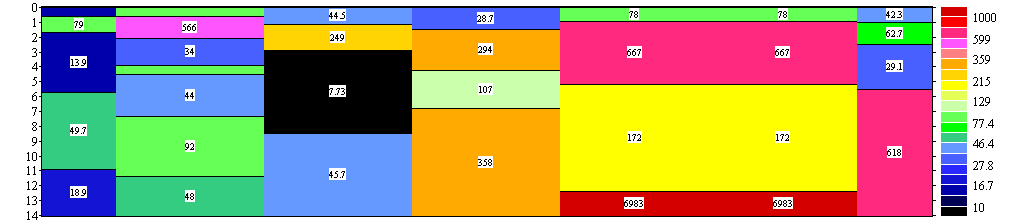 0 44.5 28.7 78 78 42.3 1000
1 79 566 62.7
2 249 667 667 599
3 34 294 29.1
4 13.9 359
5 107 215
6 44 7.73 129
7
8 172 172 77.4
9 49.7 92 46.4
10 618
11 45.7 358 27.8
12 18.9 16.7
13 48 6983 6983
14 10